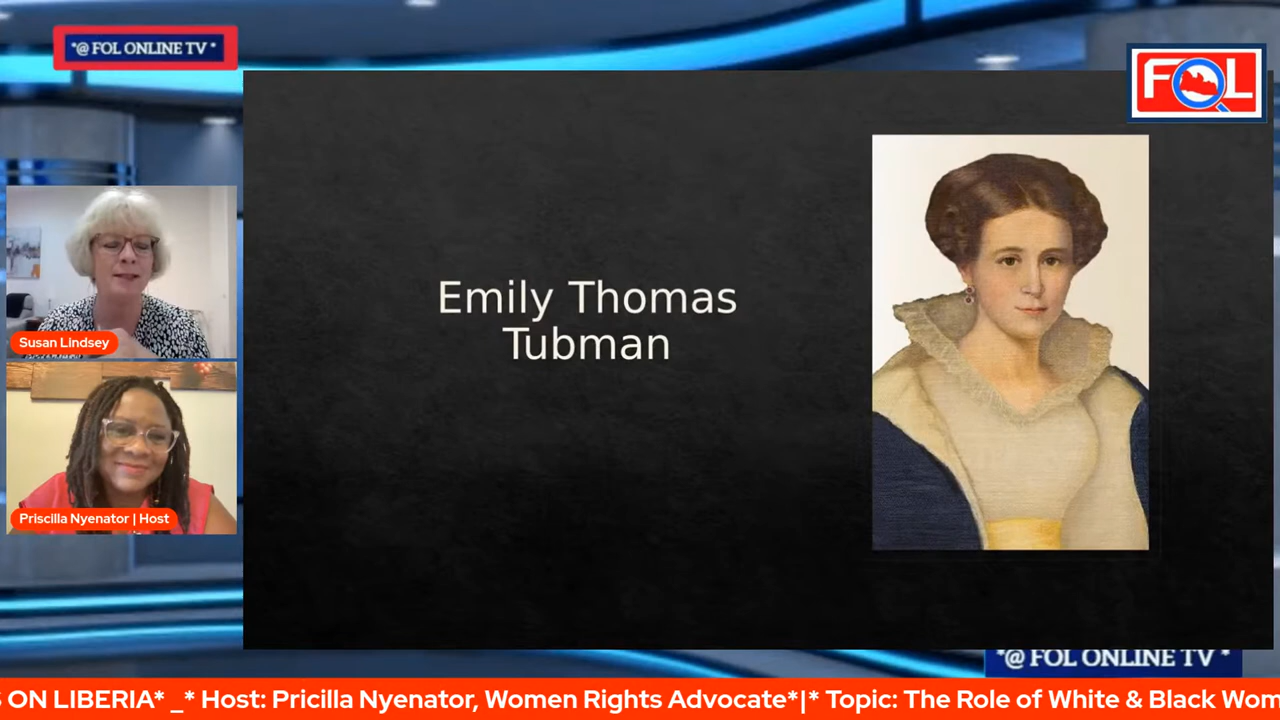 *@ FOL ONLINE TV *
FOL
Emily Thomas
Tubman
Susan Lindsey
Priscilla Nyenator | Host
*@ FOL ONLINE TV *
S ON LIBERIA* _* Host: Pricilla Nyenator, Women Rights Advocate*|* Topic: The Role of White & Black Wom